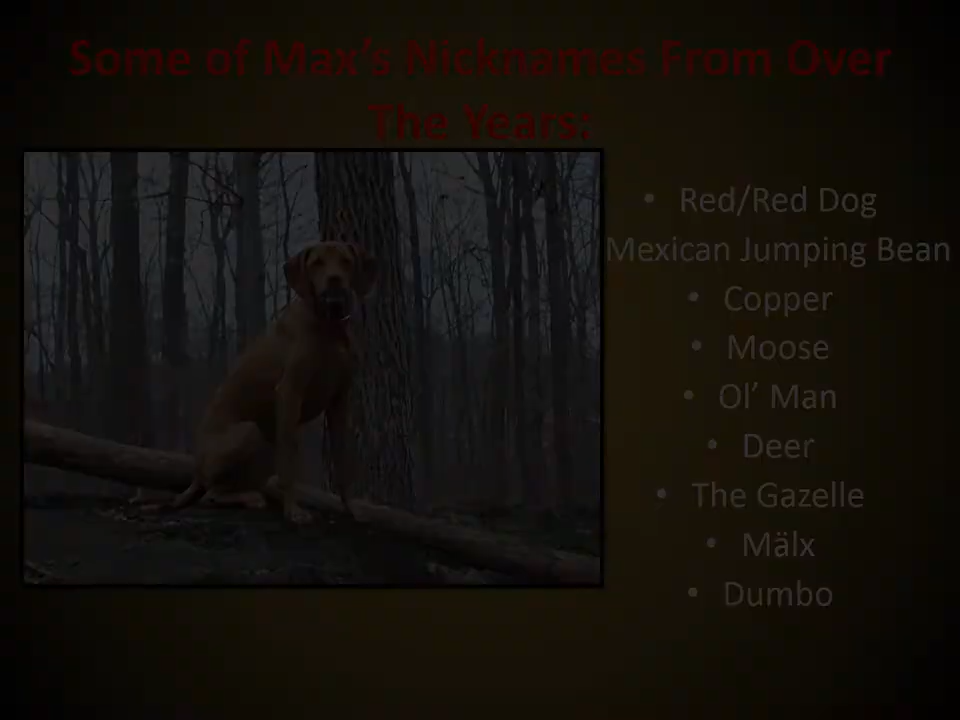 Some of Max's Nicknames From Over
The Years:
• Red/Red Dog
Mexican Jumping Bean
• Copper
• Moose
• Ol' Man
• Deer
• The Gazelle
• Mälx
• Dumbo